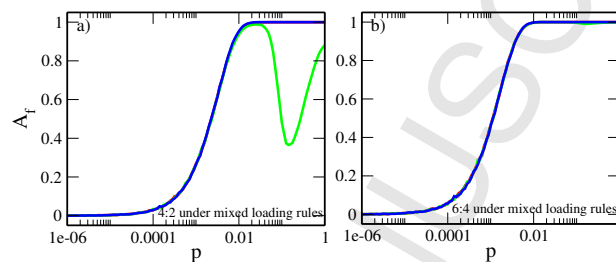 a)
b)
1
0.8
0.6
0.4
0.2
0
A_f
4:2 under mixed loading rules
1e-06 0.0001 0.01 1
p
1
0.8
0.6
0.4
0.2
0
6:4 under mixed loading rules
1e-06 0.0001 0.01
p